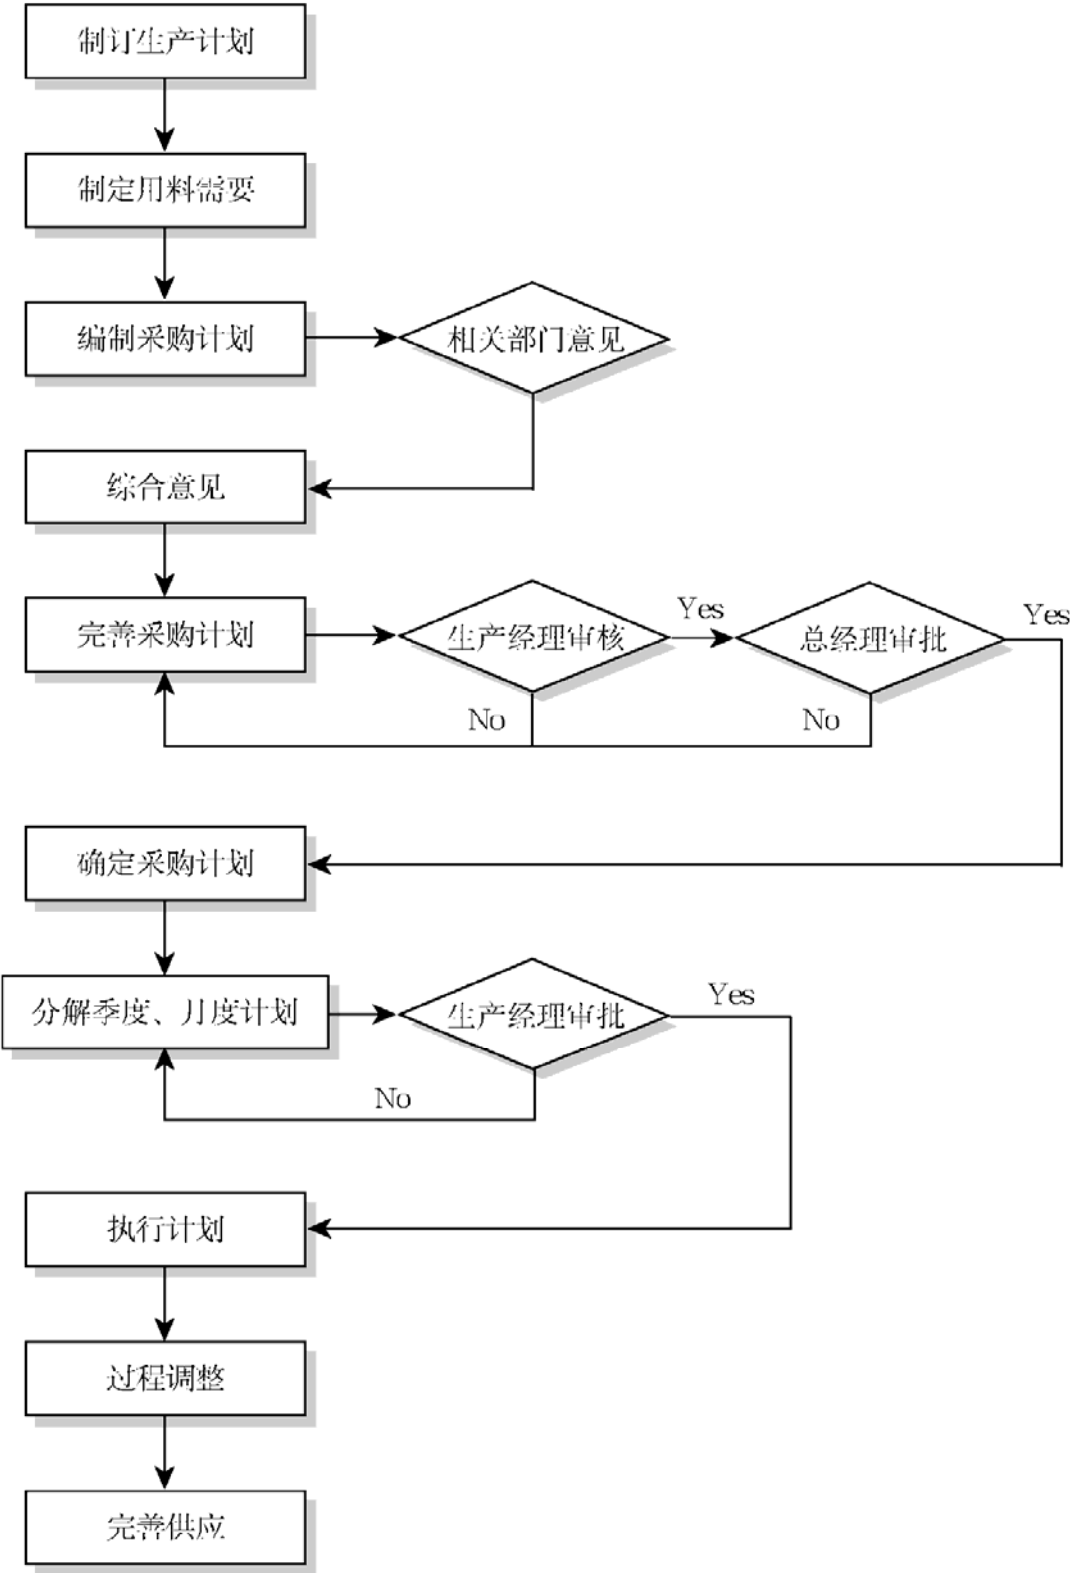 制订生产计划
制定用料需要
编制采购计划
相关部门意见
综合意见
完善采购计划
生产经理审核
Yes
总经理审批
Yes
No
No
确定采购计划
分解季度、月度计划
生产经理审批
Yes
No
执行计划
过程调整
完善供应